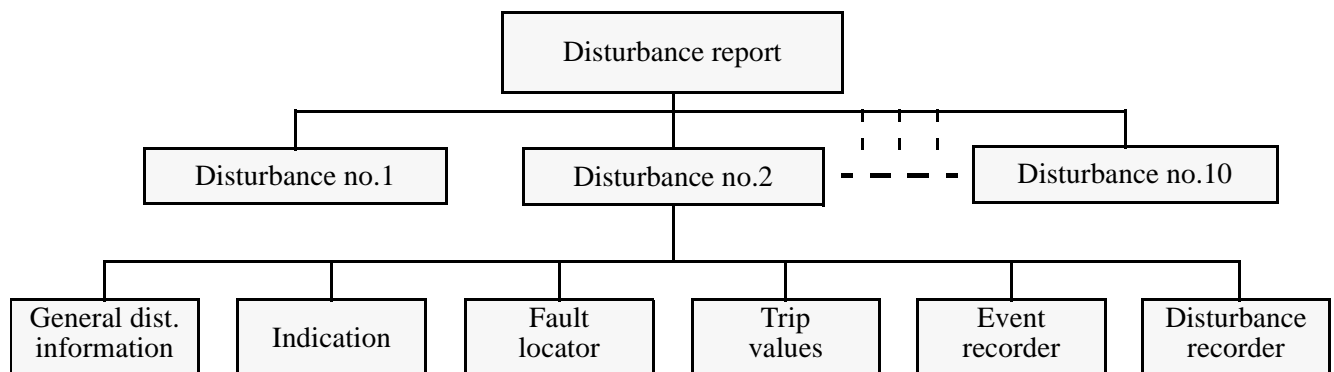 Disturbance report
Disturbance no.1
Disturbance no.2
Disturbance no.10
General dist.
information
Indication
Fault
locator
Trip
values
Event
recorder
Disturbance
recorder